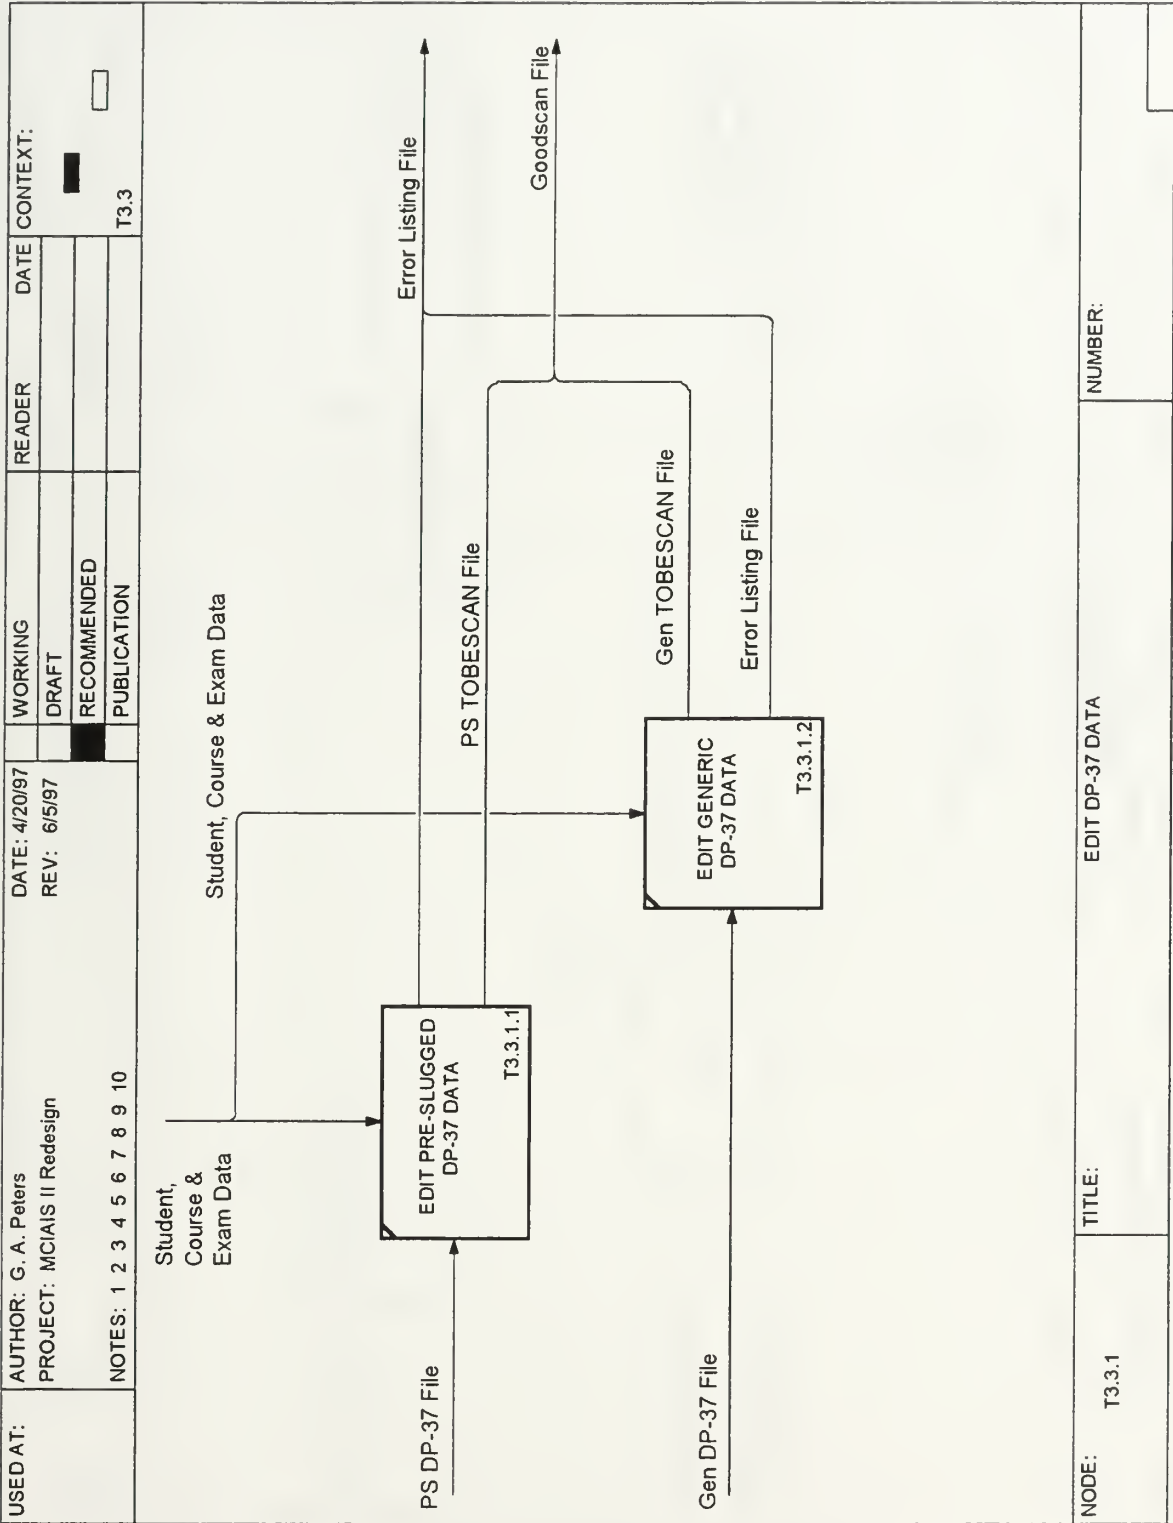 USED AT:
AUTHOR: G. A. Peters
PROJECT: MCIAIS II Redesign
NOTES: 1 2 3 4 5 6 7 8 9 10
DATE: 4/20/97
REV: 6/5/97
WORKING
DRAFT
RECOMMENDED
PUBLICATION
READER
DATE
CONTEXT:
T3.3
Student,
Course &
Exam Data
Student, Course & Exam Data
PS DP-37 File
EDIT PRE-SLUGGED
DP-37 DATA
T3.3.1.1
Error Listing File
PS TOBESCAN File
Goodscan File
Gen DP-37 File
EDIT GENERIC
DP-37 DATA
T3.3.1.2
Gen TOBESCAN File
Error Listing File
NODE:
T3.3.1
TITLE:
EDIT DP-37 DATA
NUMBER: